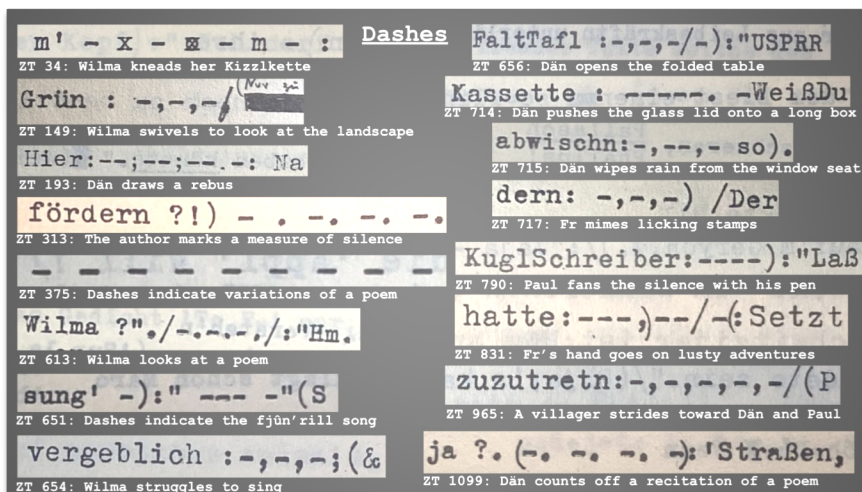 Dashes
m' - x - ⊠ - m - :
ZT 34: Wilma kneads her Kizzlkette
Grün : -,-,-/ (Nur zu
ZT 149: Wilma swivels to look at the landscape
Hier:--;--;--.-: Na
ZT 193: Dän draws a rebus
fördern ?!) - . -. -. -.
ZT 313: The author marks a measure of silence
- - - - - - - - -
ZT 375: Dashes indicate variations of a poem
Wilma ?"./-.-.-./:"Hm.
ZT 613: Wilma looks at a poem
sung' -):" --- -"(S
ZT 651: Dashes indicate the fjûn'rill song
vergeblich :-,-,-;(&
ZT 654: Wilma struggles to sing
FaltTafl :-,-,-/-):"USPRR
ZT 656: Dän opens the folded table
Kassette : -----. -WeißDu
ZT 714: Dän pushes the glass lid onto a long box
abwischn:-,--,- so).
ZT 715: Dän wipes rain from the window seat
dern: -,-,-) /Der
ZT 717: Fr mimes licking stamps
KuglSchreiber:----):"Laß
ZT 790: Paul fans the silence with his pen
hatte:---,)--/-(: Setzt
ZT 831: Fr's hand goes on lusty adventures
zuzutretn:-,-,-,-,-/(P
ZT 965: A villager strides toward Dän and Paul
ja ?. (-. -. -. -): 'Straßen,
ZT 1099: Dän counts off a recitation of a poem